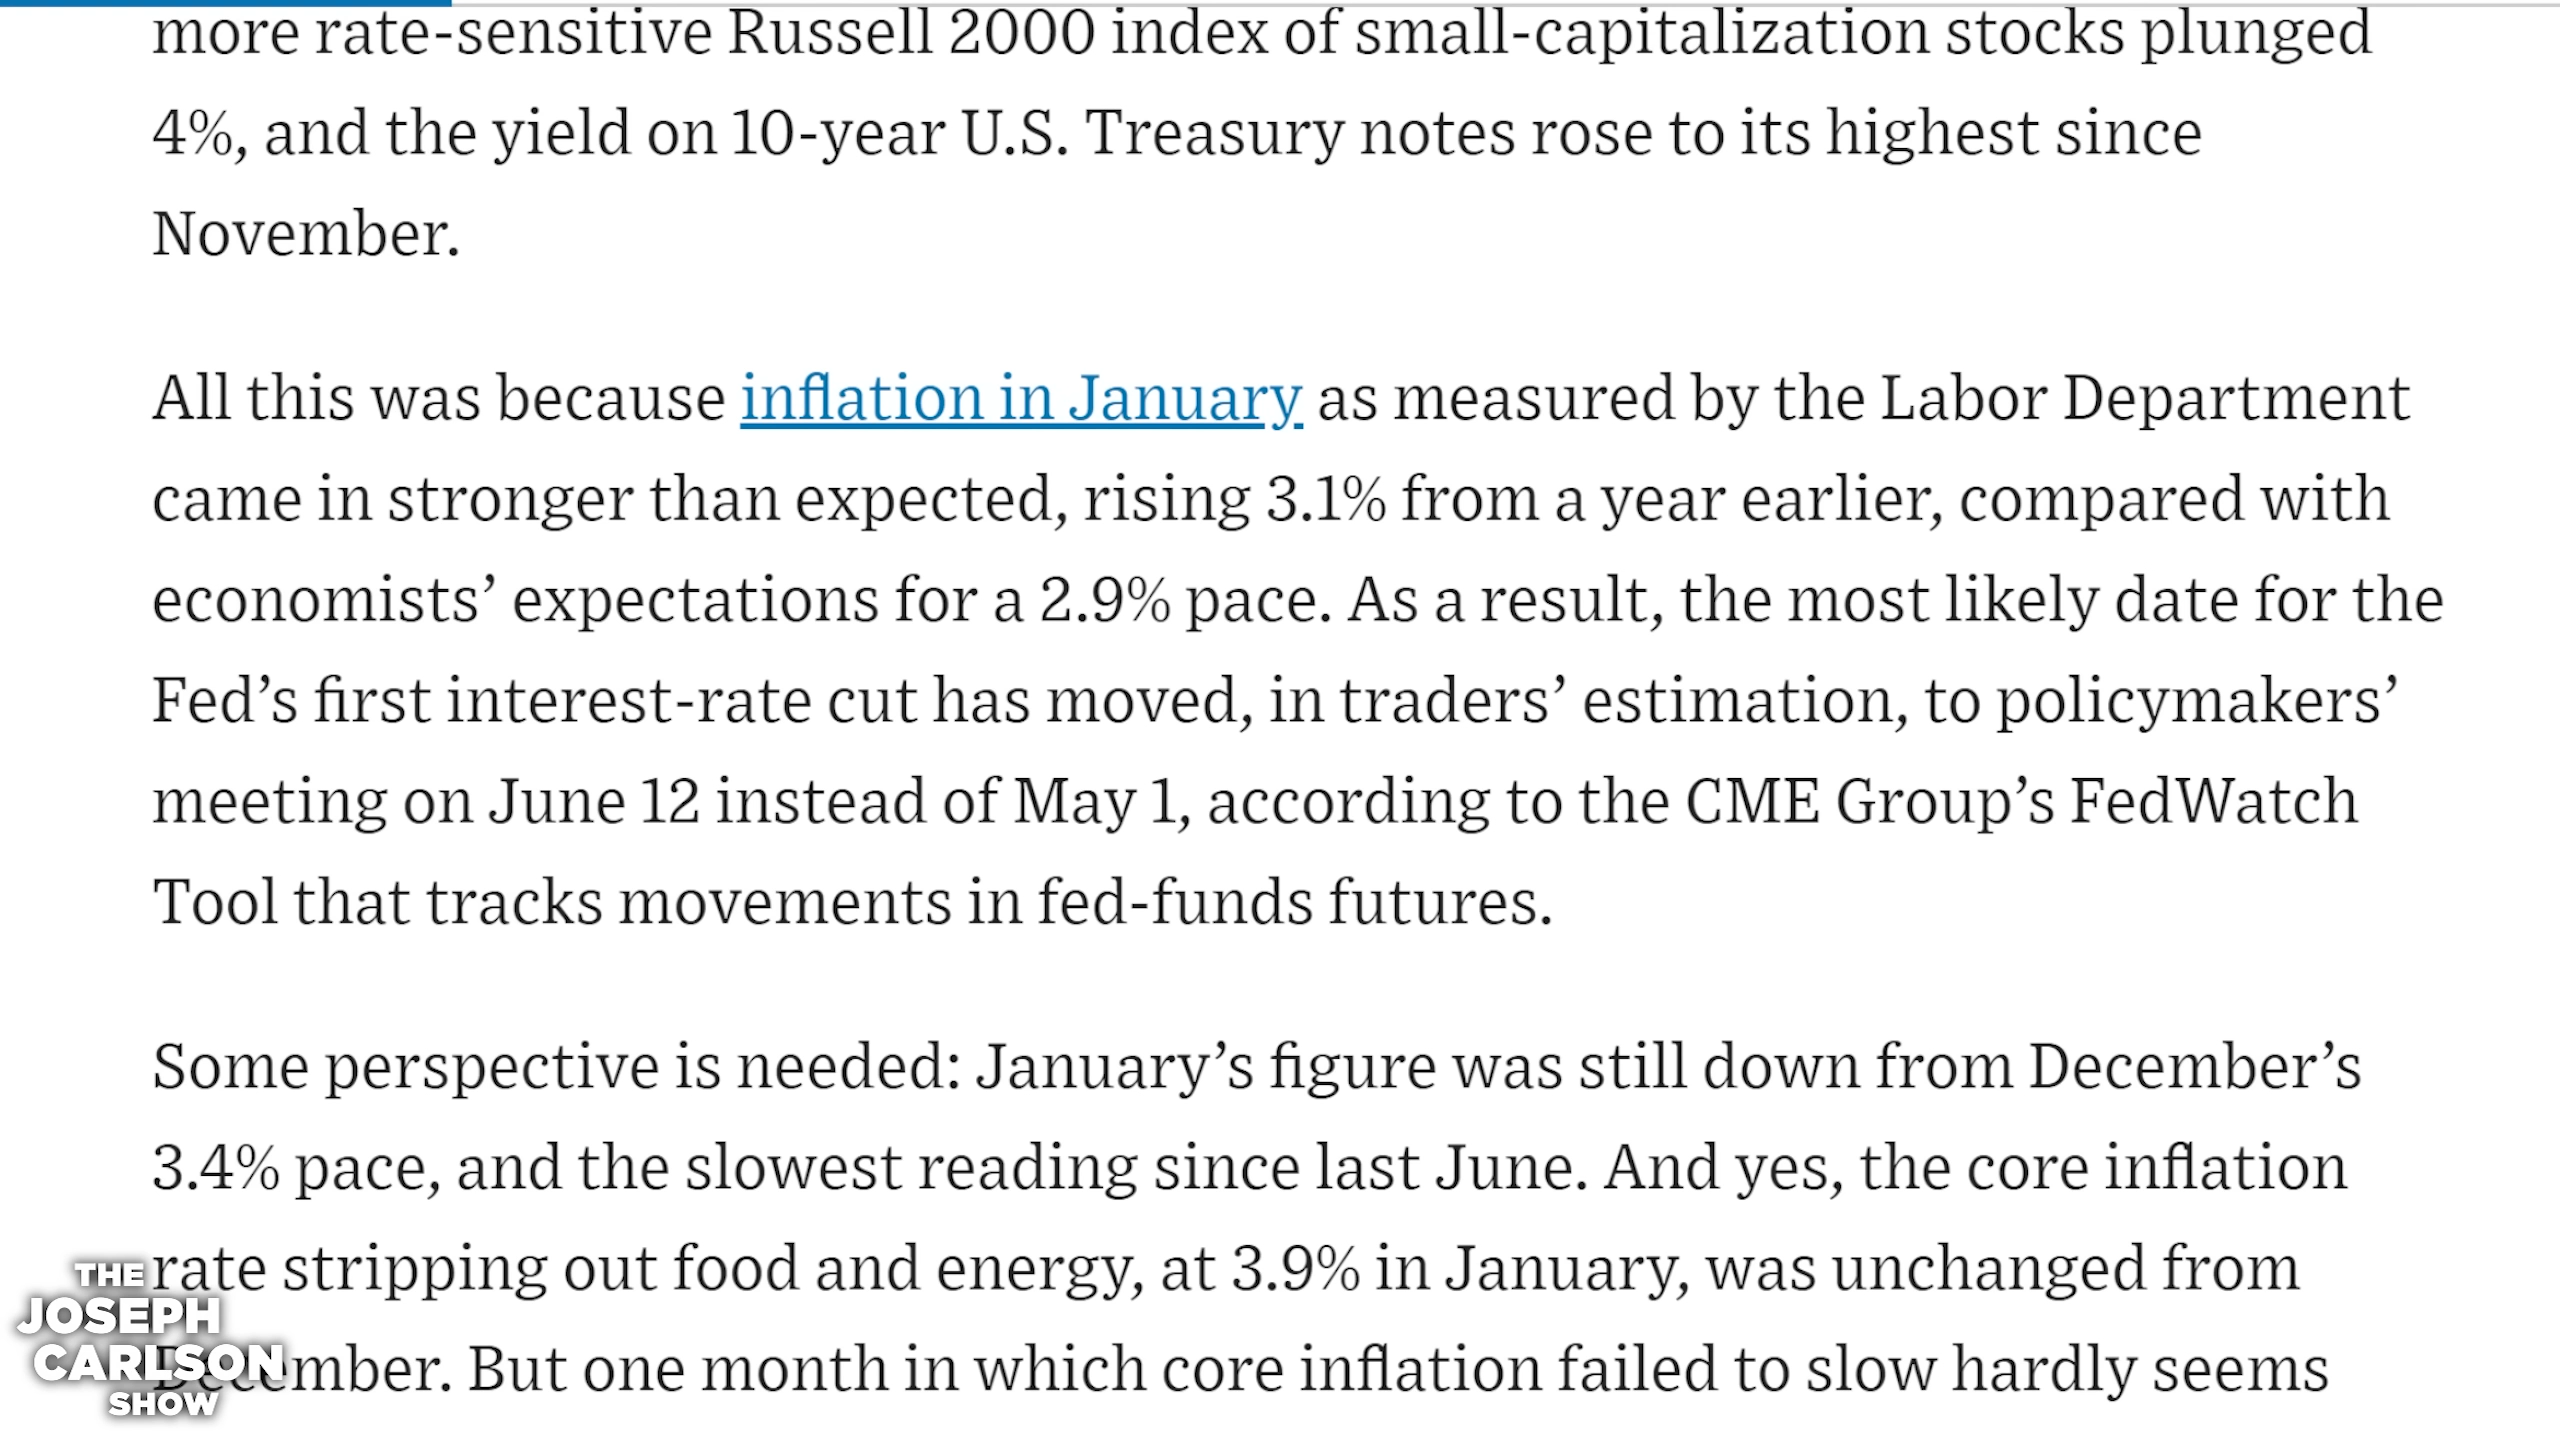 more rate-sensitive Russell 2000 index of small-capitalization stocks plunged
4%, and the yield on 10-year U.S. Treasury notes rose to its highest since
November.
All this was because inflation in January as measured by the Labor Department
came in stronger than expected, rising 3.1% from a year earlier, compared with
economists’ expectations for a 2.9% pace. As a result, the most likely date for the
Fed’s first interest-rate cut has moved, in traders’ estimation, to policymakers’
meeting on June 12 instead of May 1, according to the CME Group’s FedWatch
Tool that tracks movements in fed-funds futures.
Some perspective is needed: January’s figure was still down from December’s
3.4% pace, and the slowest reading since last June. And yes, the core inflation
rate stripping out food and energy, at 3.9% in January, was unchanged from
December. But one month in which core inflation failed to slow hardly seems
THE
JOSEPH
CARLSON
SHOW